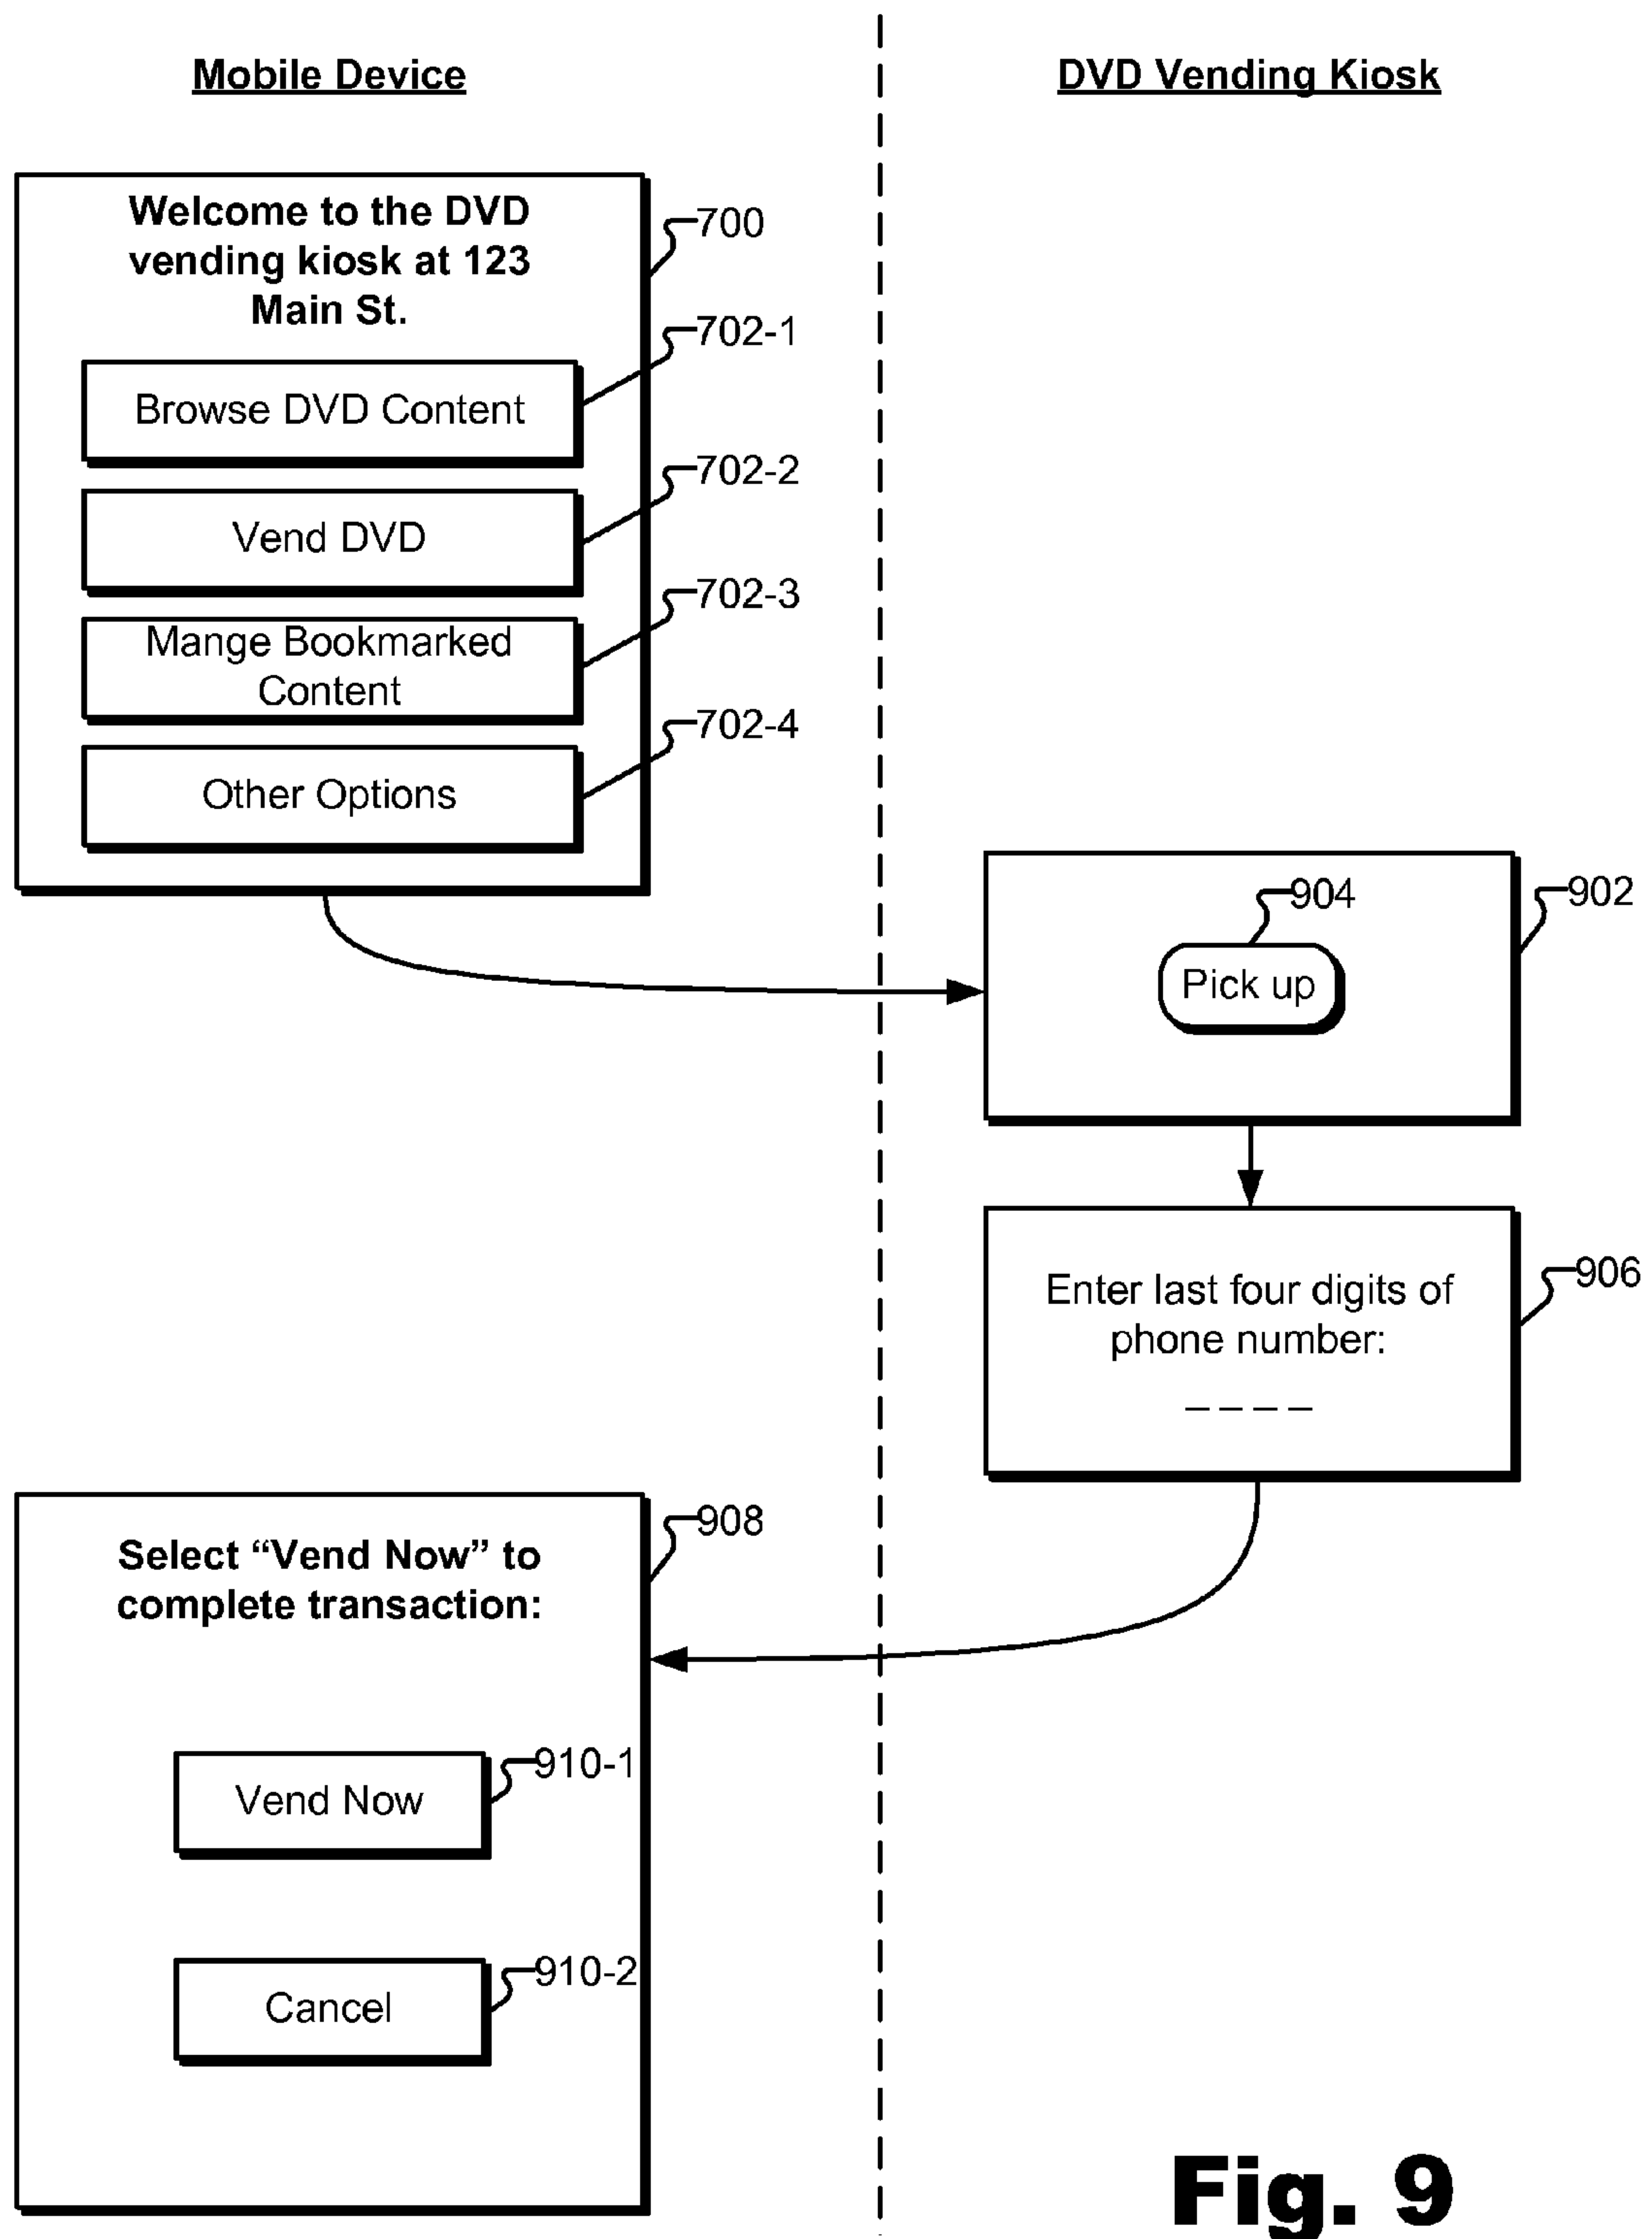 Mobile Device
DVD Vending Kiosk
Welcome to the DVD
vending kiosk at 123
Main St.
700
702-1
Browse DVD Content
702-2
Vend DVD
702-3
Mange Bookmarked
Content
702-4
Other Options
904
902
Pick up
906
Enter last four digits of
phone number:
_ _ _ _
908
Select “Vend Now” to
complete transaction:
910-1
Vend Now
910-2
Cancel
Fig. 9